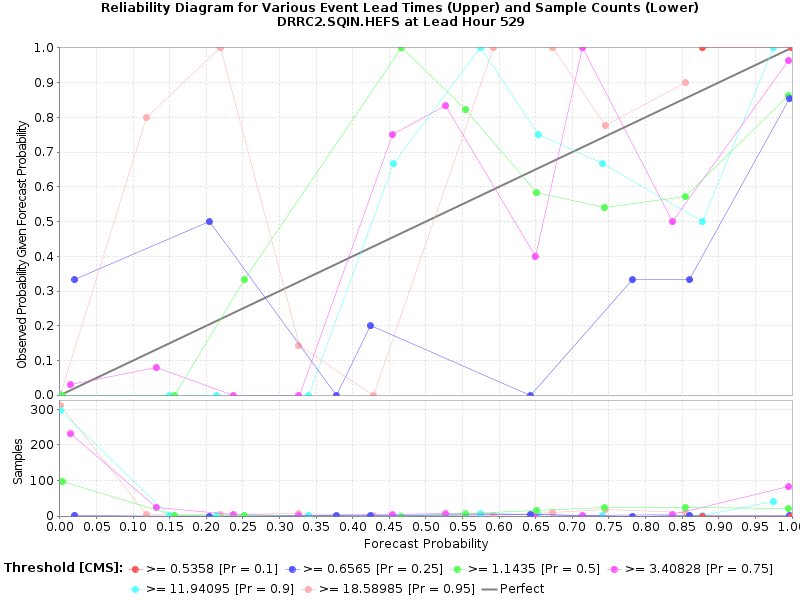 Reliability Diagram for Various Event Lead Times (Upper) and Sample Counts (Lower)
DRRC2.SQIN.HEFS at Lead Hour 529
Observed Probability Given Forecast Probability
1.0
0.9
0.8
0.7
0.6
0.5
0.4
0.3
0.2
0.1
0.0
Samples
300
200
100
0
0.00 0.05 0.10 0.15 0.20 0.25 0.30 0.35 0.40 0.45 0.50 0.55 0.60 0.65 0.70 0.75 0.80 0.85 0.90 0.95 1.0
Forecast Probability
Threshold [CMS]: >= 0.5358 [Pr = 0.1] >= 0.6565 [Pr = 0.25] >= 1.1435 [Pr = 0.5] >= 3.40828 [Pr = 0.75]
>= 11.94095 [Pr = 0.9] >= 18.58985 [Pr = 0.95] Perfect